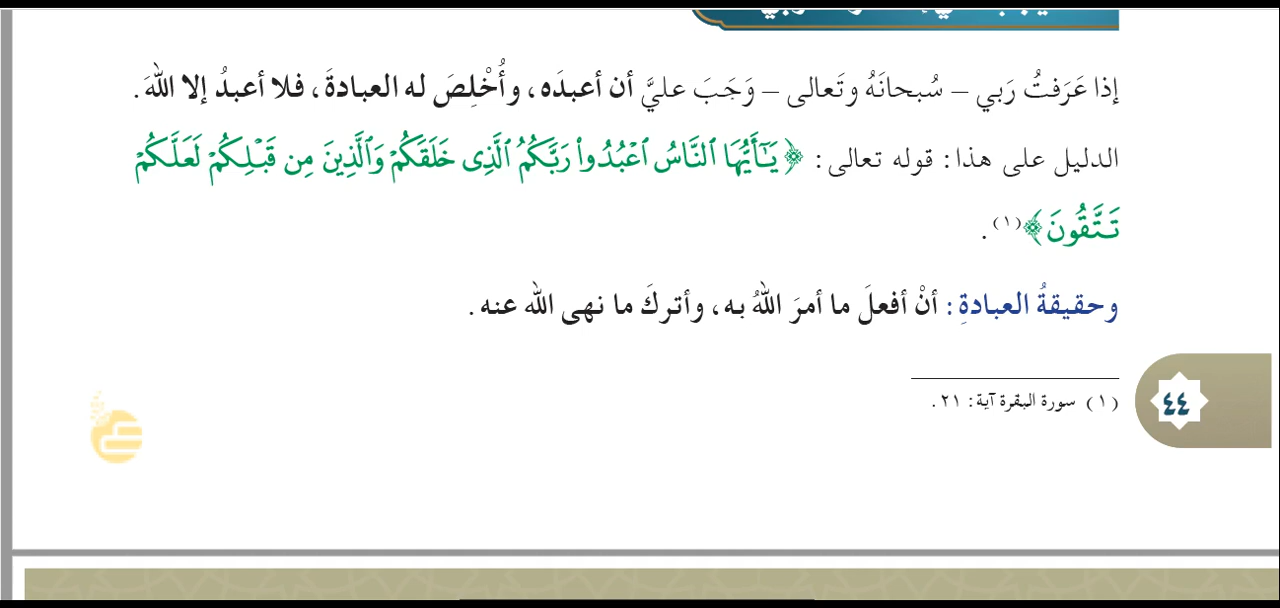 إذا عَرَفتُ رَبي – سُبحانَهُ وتَعالى – وَجَبَ عليَّ أن أعبدَه، وأُخْلِصَ له العبادةَ، فلا أعبدُ إلا اللهَ.
الدليل على هذا: قوله تعالى: ﴿يَٰٓأَيُّهَا ٱلنَّاسُ ٱعۡبُدُواْ رَبَّكُمُ ٱلَّذِي خَلَقَكُمۡ وَٱلَّذِينَ مِن قَبۡلِكُمۡ لَعَلَّكُمۡ
تَتَّقُونَ﴾(١).
وحقيقةُ العبادةِ: أنْ أفعلَ ما أمرَ اللهُ به، وأتركَ ما نهى الله عنه.
(١) سورة البقرة آية: ٢١.
٤٤